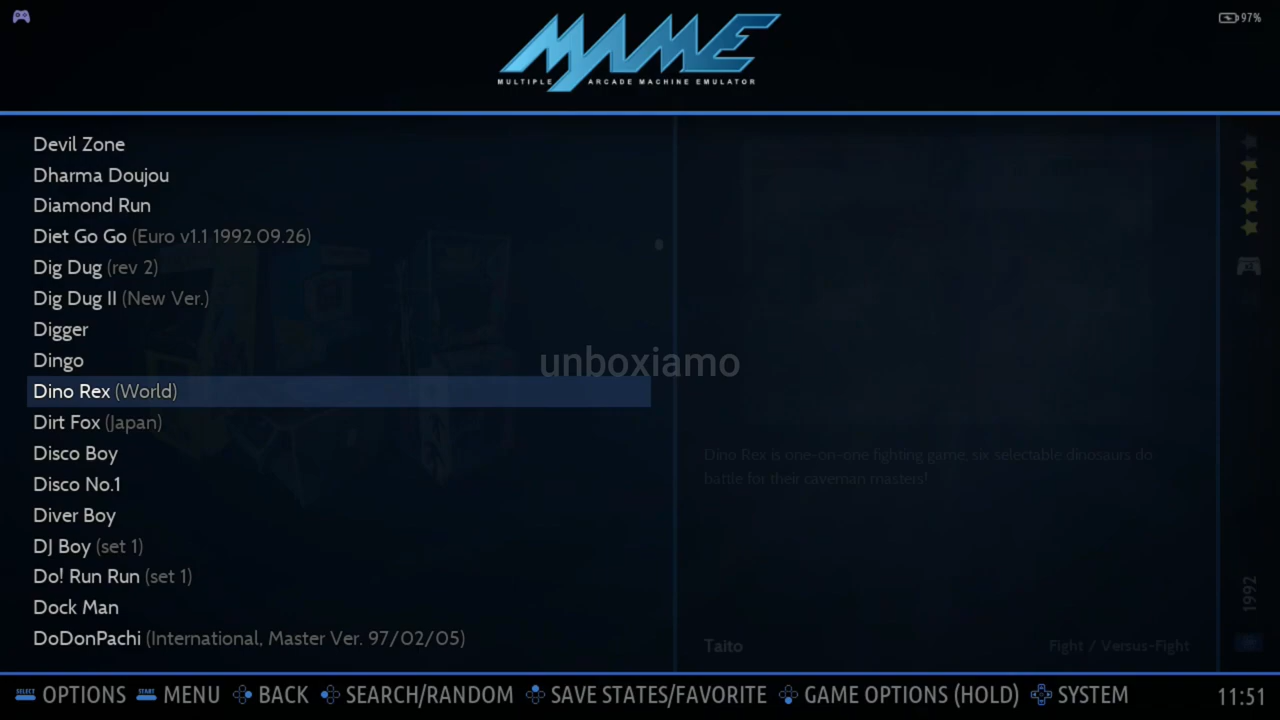 97%
MAME
MULTIPLE ARCADE MACHINE EMULATOR
Devil Zone
Dharma Doujou
Diamond Run
Diet Go Go (Euro v1.1 1992.09.26)
Dig Dug (rev 2)
Dig Dug II (New Ver.)
Digger
Dingo
unboxiamo
Dino Rex (World)
Dirt Fox (Japan)
Disco Boy
Disco No.1
Diver Boy
DJ Boy (set 1)
Do! Run Run (set 1)
Dock Man
DoDonPachi (International, Master Ver. 97/02/05)
Dino Rex is one-on-one fighting game, six selectable dinosaurs do
battle for their caveman masters!
Taito
Fight / Versus-Fight
1992
SELECT OPTIONS START MENU BACK SEARCH/RANDOM SAVE STATES/FAVORITE GAME OPTIONS (HOLD) SYSTEM 11:51